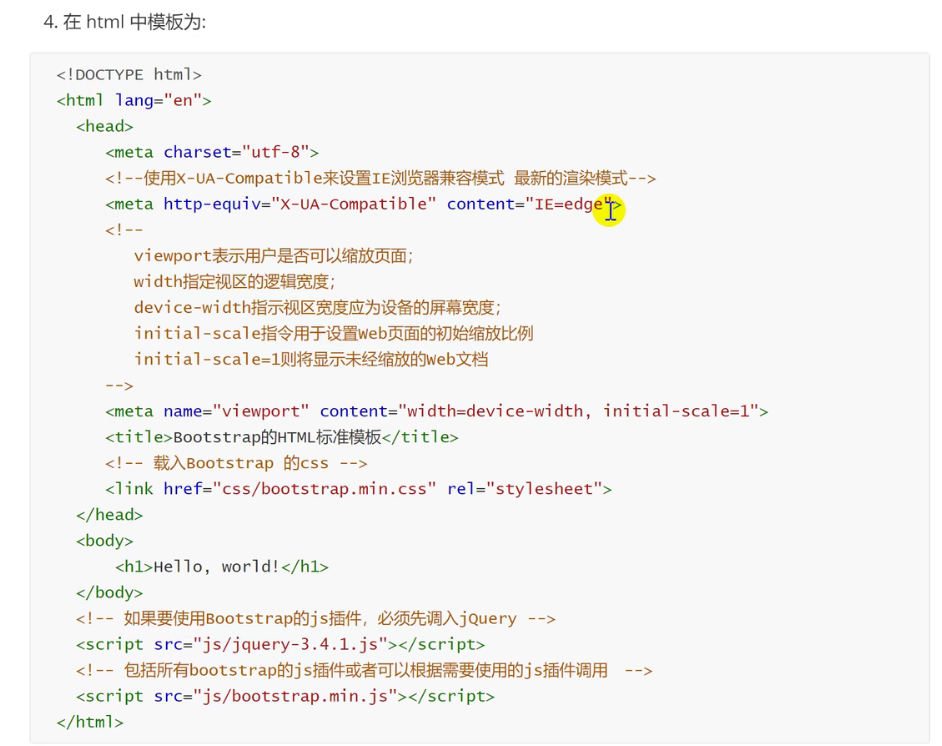 4. 在 html 中模板为:
<!DOCTYPE html>
<html lang="en">
<head>
<meta charset="utf-8">
<!--使用X-UA-Compatible来设置IE浏览器兼容模式 最新的渲染模式-->
<meta http-equiv="X-UA-Compatible" content="IE=edge">
<!--
viewport表示用户是否可以缩放页面;
width指定视区的逻辑宽度;
device-width指示视区宽度应为设备的屏幕宽度;
initial-scale指令用于设置Web页面的初始缩放比例
initial-scale=1则将显示未经缩放的Web文档
-->
<meta name="viewport" content="width=device-width, initial-scale=1">
<title>Bootstrap的HTML标准模板</title>
<!-- 载入Bootstrap 的css -->
<link href="css/bootstrap.min.css" rel="stylesheet">
</head>
<body>
<h1>Hello, world!</h1>
</body>
<!-- 如果要使用Bootstrap的js插件，必须先调入jQuery -->
<script src="js/jquery-3.4.1.js"></script>
<!-- 包括所有bootstrap的js插件或者可以根据需要使用的js插件调用　-->
<script src="js/bootstrap.min.js"></script>
</html>